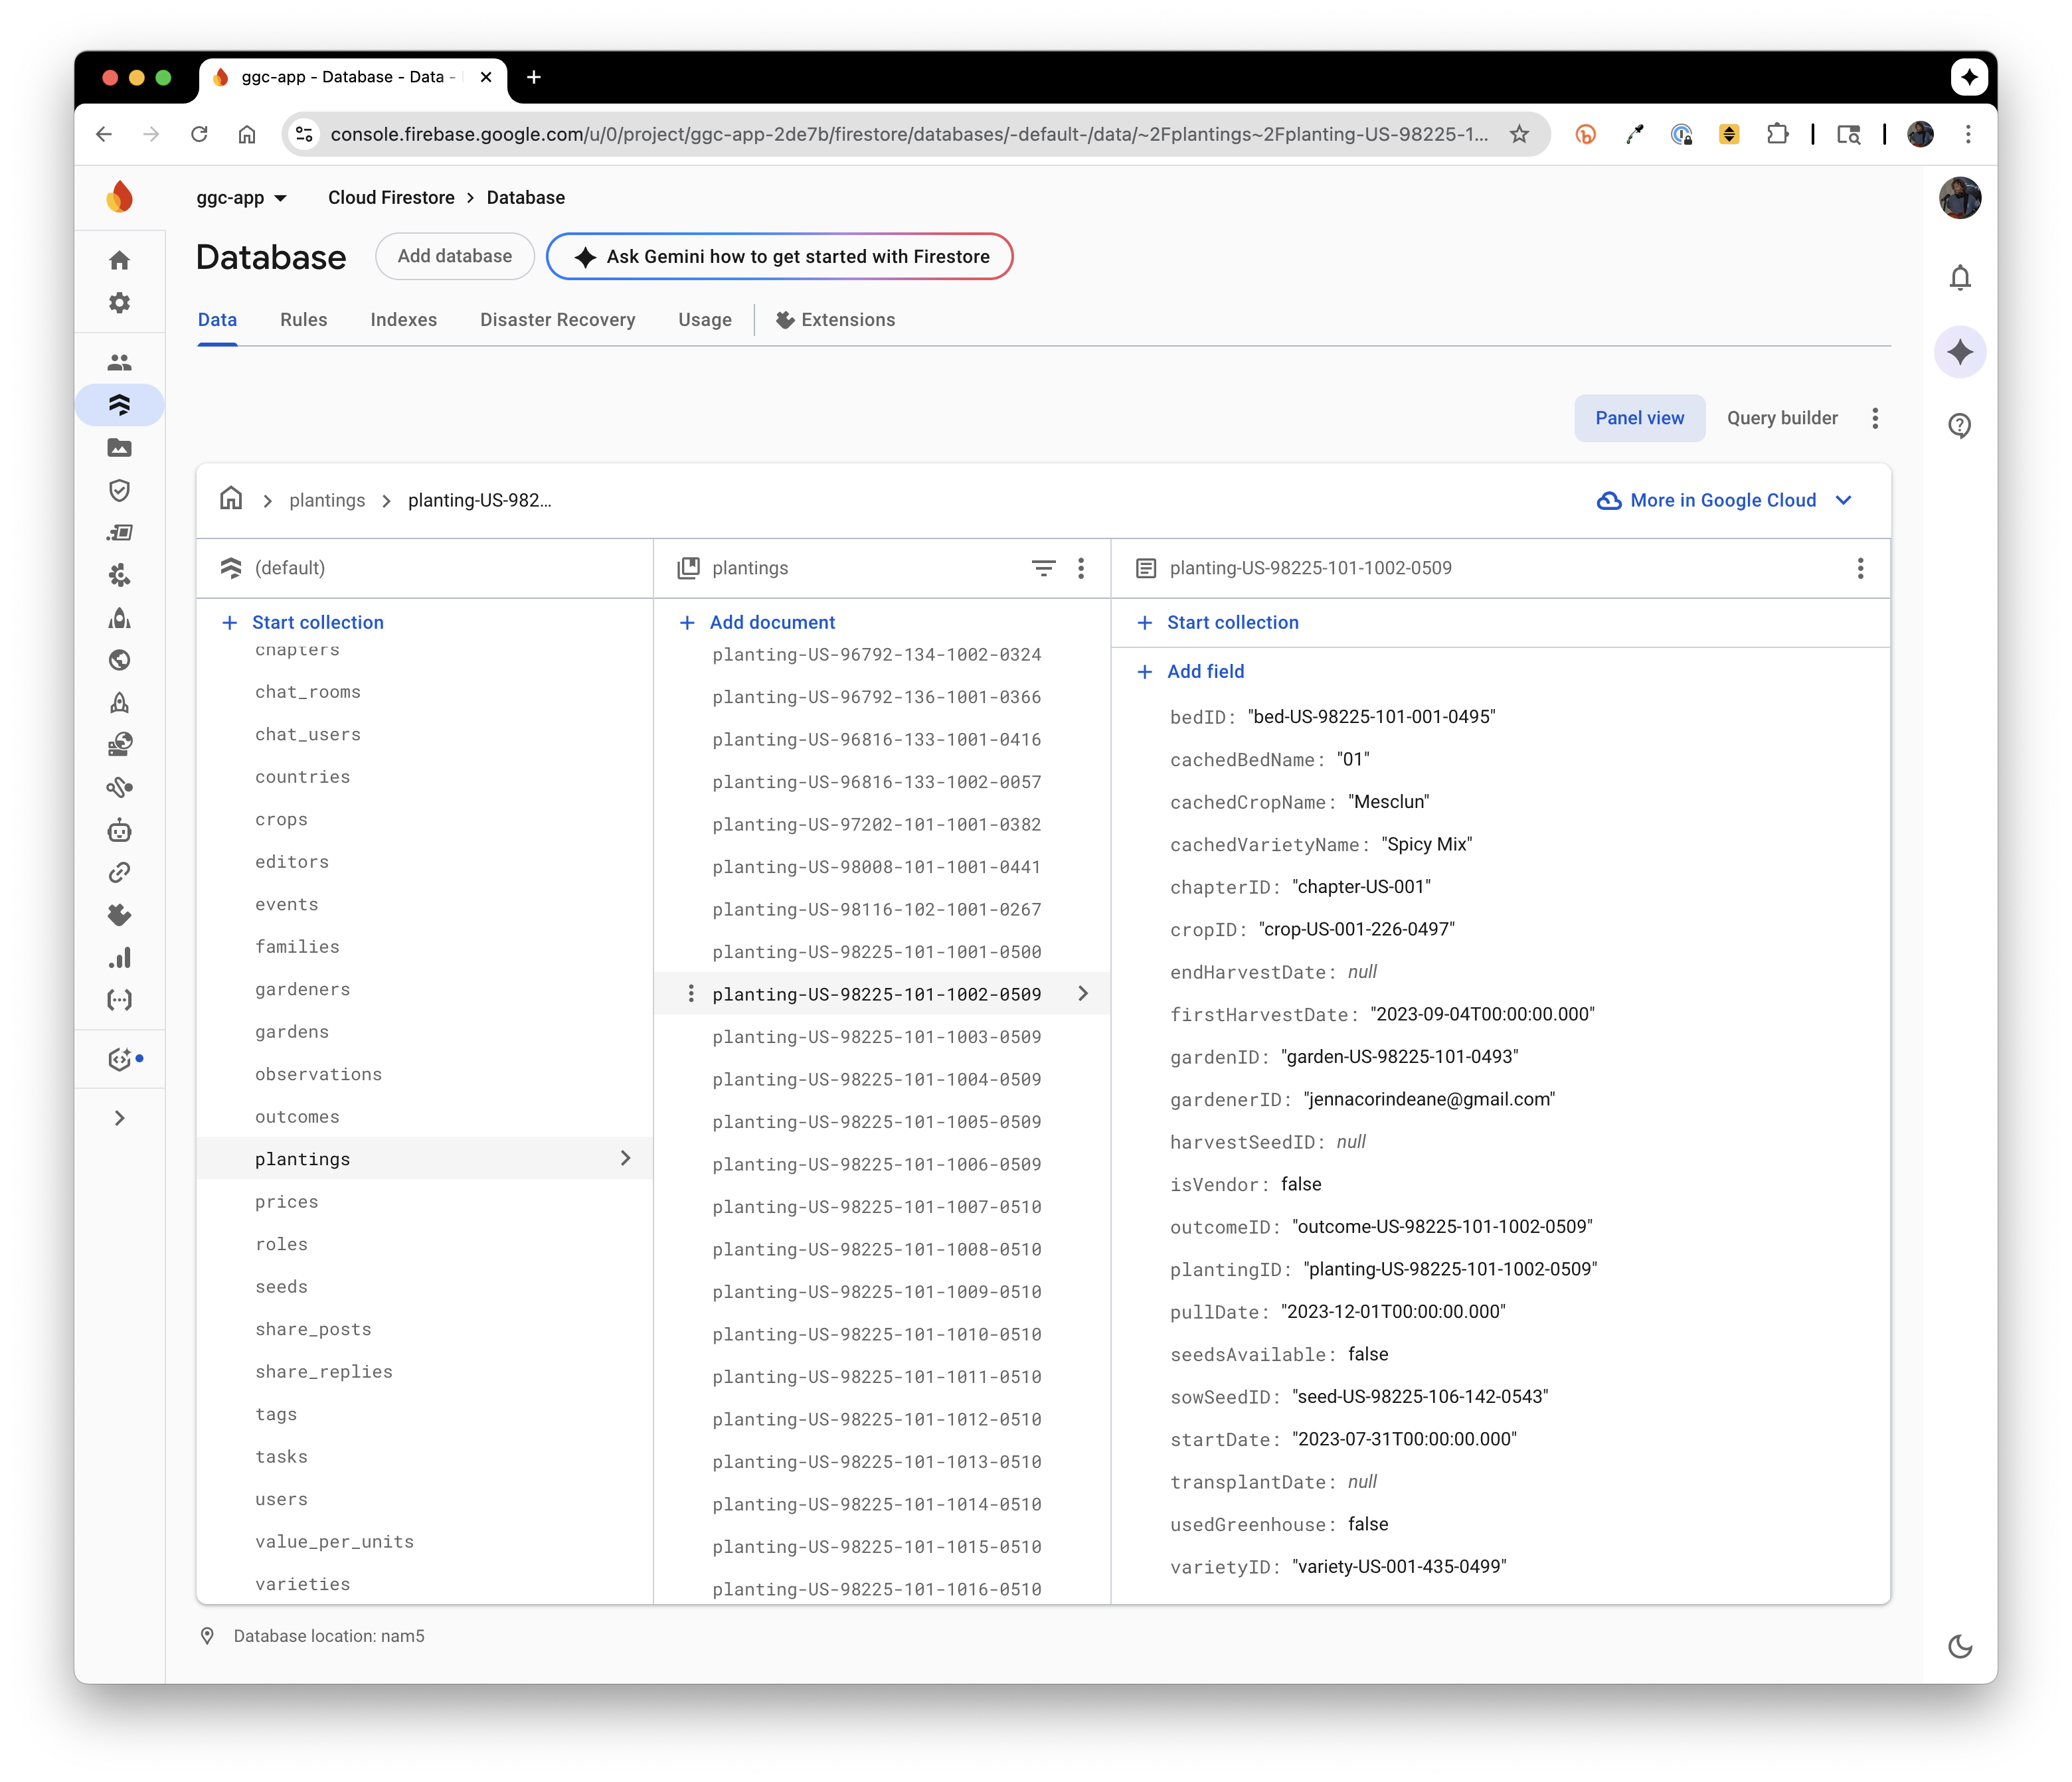 ggc-app - Database - Data -
console.firebase.google.com/u/0/project/ggc-app-2de7b/firestore/databases/-default-/data/~2Fplantings~2Fplanting-US-98225-1...
ggc-app
Cloud Firestore > Database
Database
Add database
Ask Gemini how to get started with Firestore
Data
Rules
Indexes
Disaster Recovery
Usage
Extensions
Panel view
Query builder
plantings
planting-US-982...
More in Google Cloud
(default)
Start collection
chapters
chat_rooms
chat_users
countries
crops
editors
events
families
gardeners
gardens
observations
outcomes
plantings
prices
roles
seeds
share_posts
share_replies
tags
tasks
users
value_per_units
varieties
plantings
Add document
planting-US-96792-134-1002-0324
planting-US-96792-136-1001-0366
planting-US-96816-133-1001-0416
planting-US-96816-133-1002-0057
planting-US-97202-101-1001-0382
planting-US-98008-101-1001-0441
planting-US-98116-102-1001-0267
planting-US-98225-101-1001-0500
planting-US-98225-101-1002-0509
planting-US-98225-101-1003-0509
planting-US-98225-101-1004-0509
planting-US-98225-101-1005-0509
planting-US-98225-101-1006-0509
planting-US-98225-101-1007-0510
planting-US-98225-101-1008-0510
planting-US-98225-101-1009-0510
planting-US-98225-101-1010-0510
planting-US-98225-101-1011-0510
planting-US-98225-101-1012-0510
planting-US-98225-101-1013-0510
planting-US-98225-101-1014-0510
planting-US-98225-101-1015-0510
planting-US-98225-101-1016-0510
planting-US-98225-101-1002-0509
Start collection
Add field
bedID: "bed-US-98225-101-001-0495"
cachedBedName: "01"
cachedCropName: "Mesclun"
cachedVarietyName: "Spicy Mix"
chapterID: "chapter-US-001"
cropID: "crop-US-001-226-0497"
endHarvestDate: null
firstHarvestDate: "2023-09-04T00:00:00.000"
gardenID: "garden-US-98225-101-0493"
gardenerID: "jennacorindeane@gmail.com"
harvestSeedID: null
isVendor: false
outcomeID: "outcome-US-98225-101-1002-0509"
plantingID: "planting-US-98225-101-1002-0509"
pullDate: "2023-12-01T00:00:00.000"
seedsAvailable: false
sowSeedID: "seed-US-98225-106-142-0543"
startDate: "2023-07-31T00:00:00.000"
transplantDate: null
usedGreenhouse: false
varietyID: "variety-US-001-435-0499"
Database location: nam5